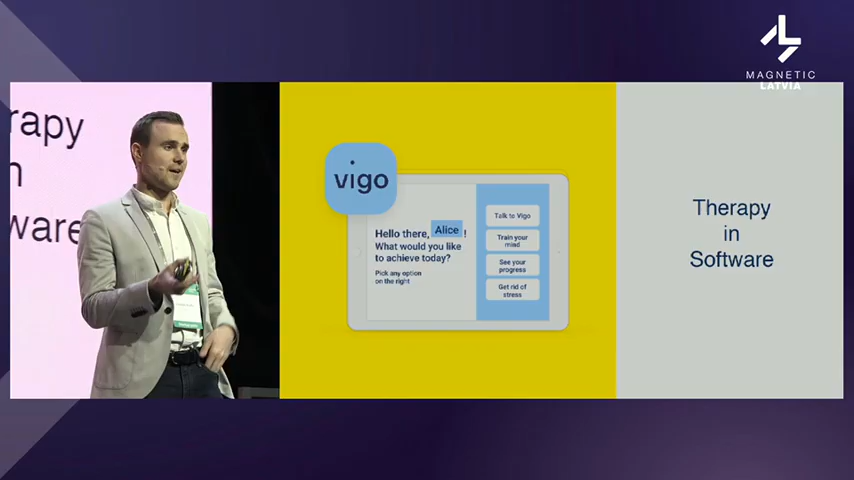 MAGNETIC
LATVIA
rapy
n
ware
vigo
Hello there, Alice!
What would you like
to achieve today?
Pick any option
on the right
Talk to Vigo
Train your
mind
See your
progress
Get rid of
stress
Therapy
in
Software